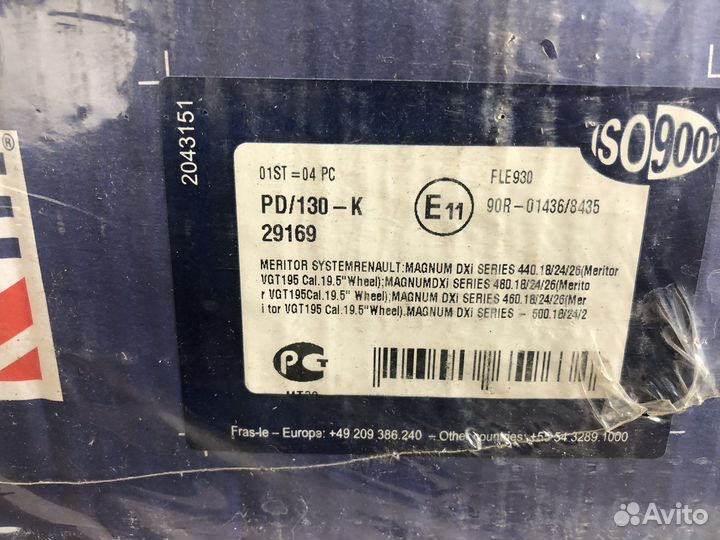 2043151
ISO9001
01ST=04 PC
FLE930
PD/130-K
E11
90R-01436/8435
29169
MERITOR SYSTEMRENAULT:MAGNUM DXi SERIES 440.18/24/26(Meritor
VGT195 Cal.19.5"Wheel);MAGNUMDXi SERIES 480.18/24/26(Merito
r VGT195Cal.19.5" Wheel);MAGNUM DXi SERIES 460.18/24/26(Mer
i tor VGT195 Cal.19.5"Wheel).MAGNUM DXi SERIES - 500.18/24/2
Fras-le – Europa: +49 209 386.240 – Other countries: +55 54 3289.1000
Avito